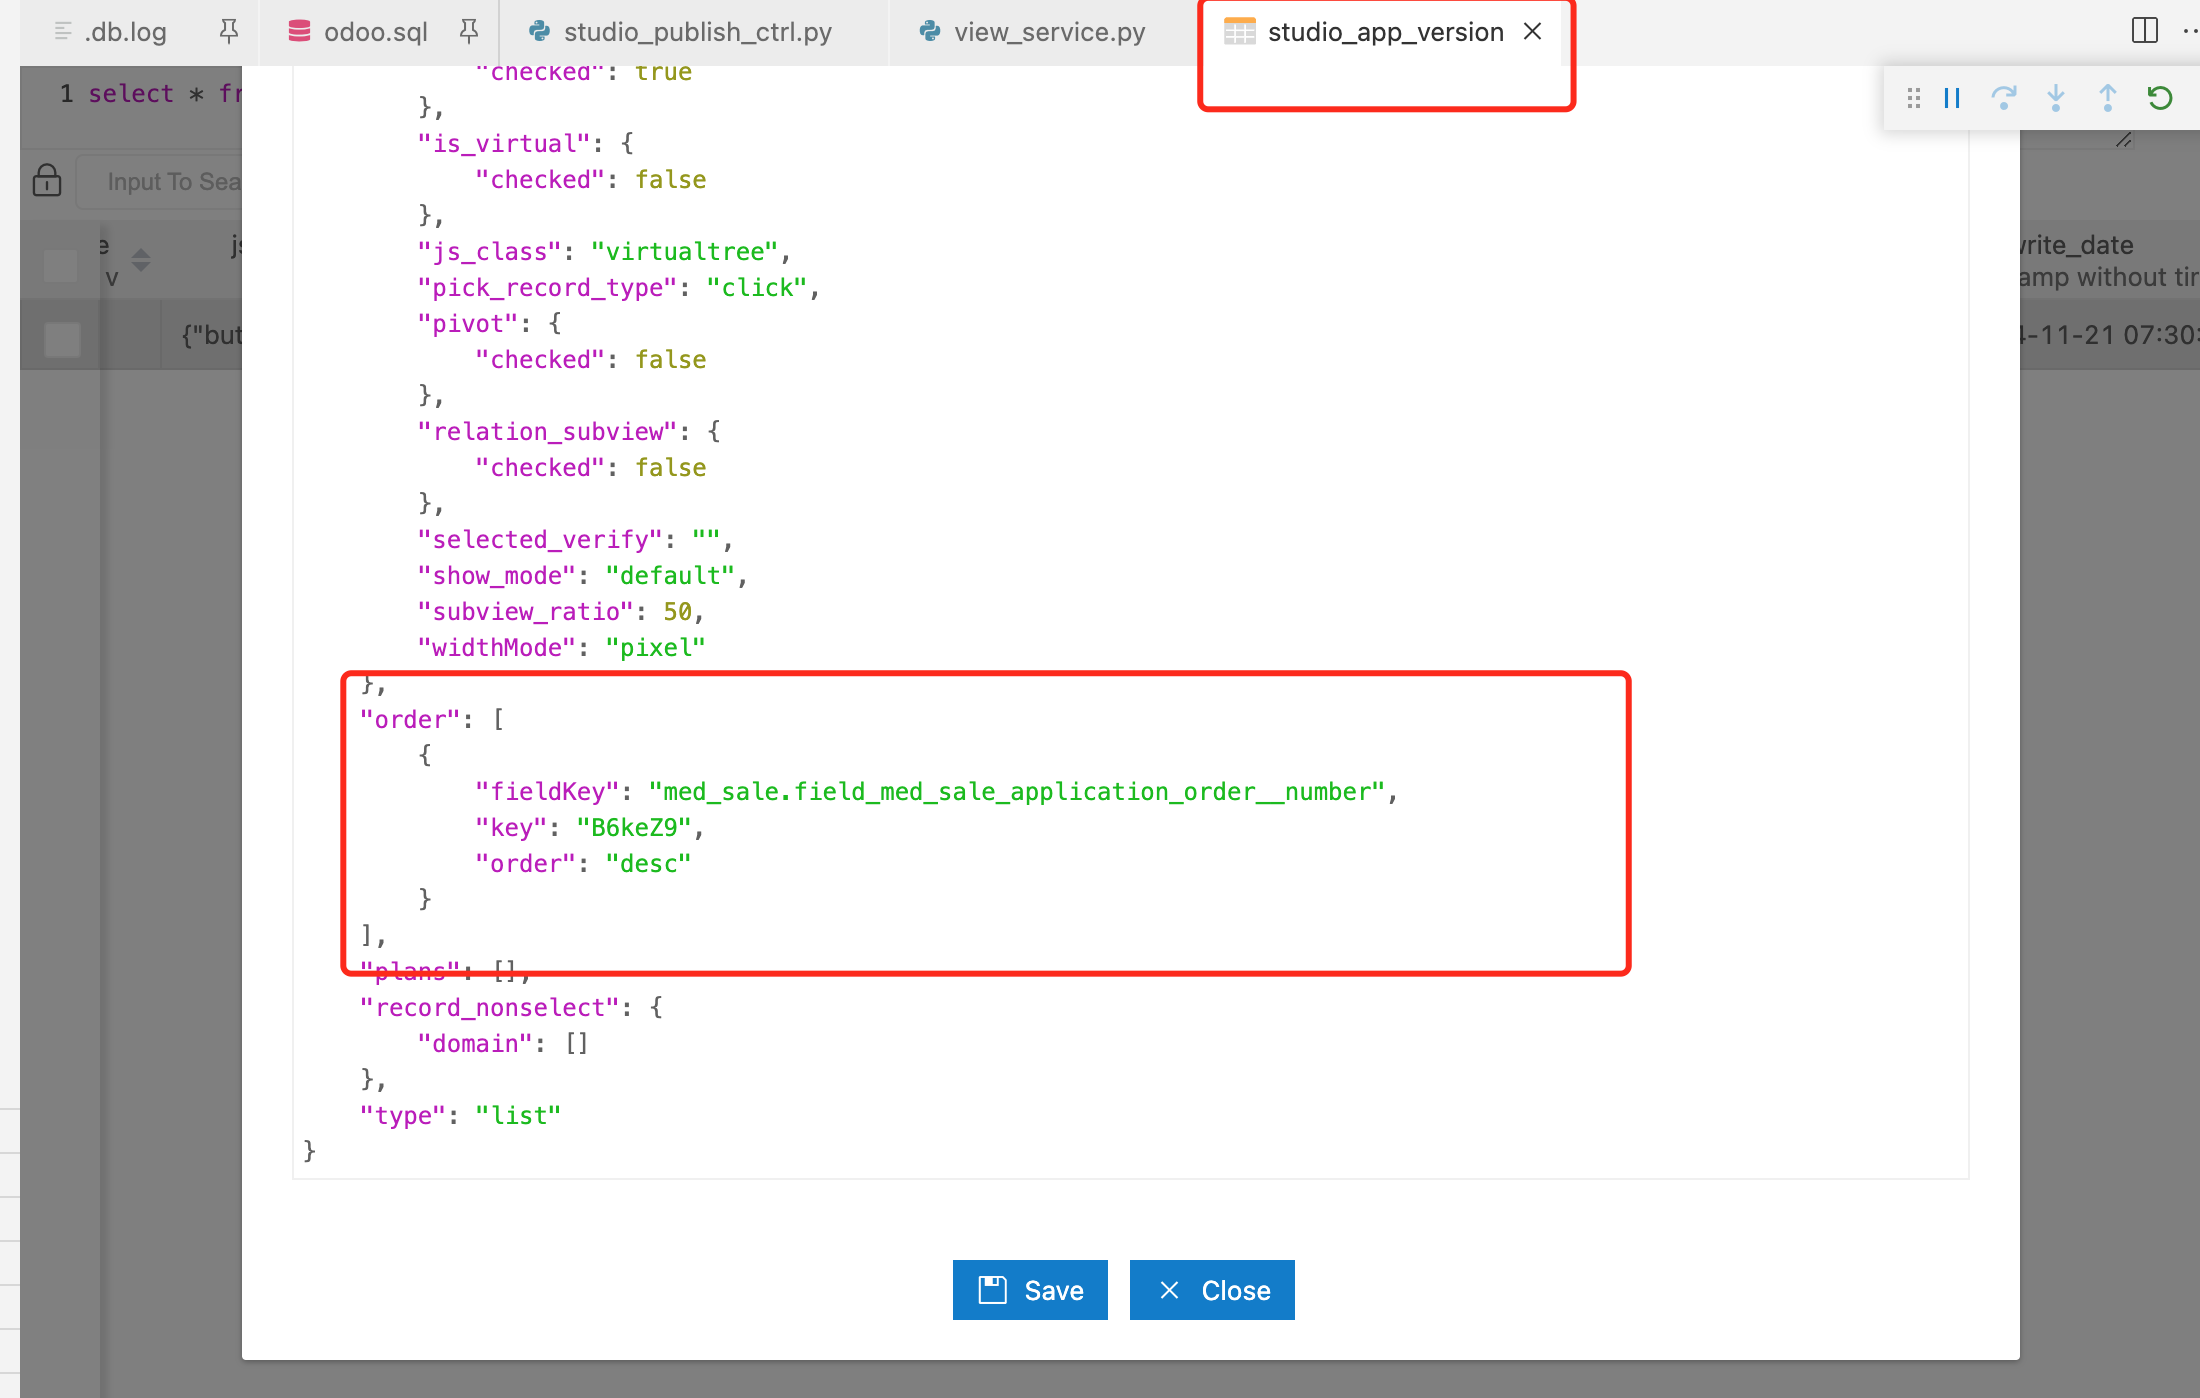 .db.log
odoo.sql
studio_publish_ctrl.py
view_service.py
studio_app_version
1 select * fr
Input To Sea
e
v
js
write_date
amp without tir
{"but
4-11-21 07:30:
"checked": true
},
"is_virtual": {
"checked": false
},
"js_class": "virtualtree",
"pick_record_type": "click",
"pivot": {
"checked": false
},
"relation_subview": {
"checked": false
},
"selected_verify": "",
"show_mode": "default",
"subview_ratio": 50,
"widthMode": "pixel"
},
"order": [
{
"fieldKey": "med_sale.field_med_sale_application_order__number",
"key": "B6keZ9",
"order": "desc"
}
],
"plans": [],
"record_nonselect": {
"domain": []
},
"type": "list"
}
Save
Close